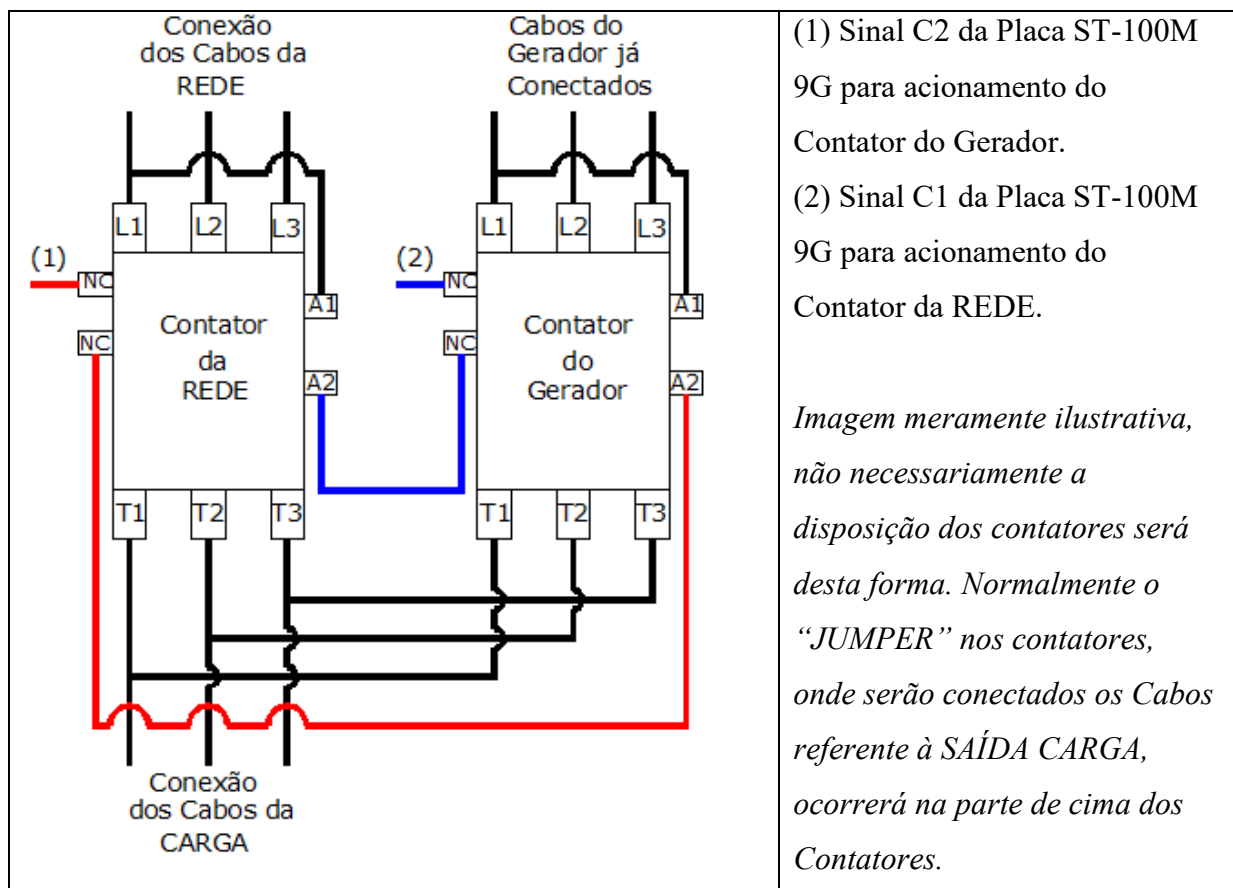 Conexão
dos Cabos da
REDE
Cabos do
Gerador já
Conectados
L1 L2 L3
L1 L2 L3
(1)
NC
A1
(2)
NC
A1
NC
A2
NC
A2
Contator
da
REDE
Contator
do
Gerador
T1 T2 T3
T1 T2 T3
Conexão
dos Cabos da
CARGA
(1) Sinal C2 da Placa ST-100M
9G para acionamento do
Contator do Gerador.
(2) Sinal C1 da Placa ST-100M
9G para acionamento do
Contator da REDE.
Imagem meramente ilustrativa,
não necessariamente a
disposição dos contatores será
desta forma. Normalmente o
“JUMPER” nos contatores,
onde serão conectados os Cabos
referente à SAÍDA CARGA,
ocorrerá na parte de cima dos
Contatores.